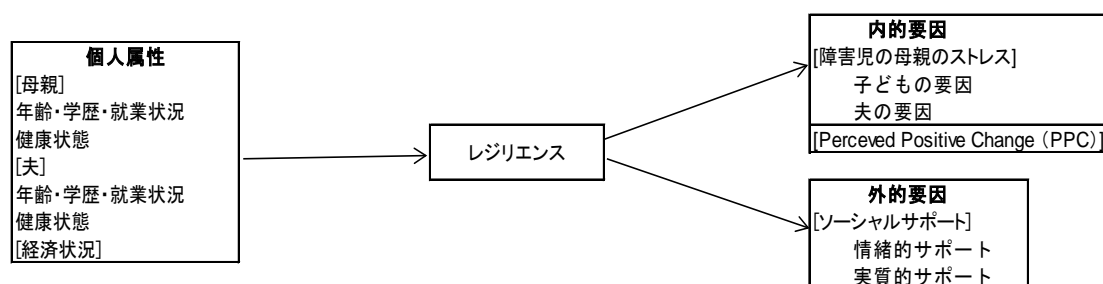 個人属性
[母親]
年齢・学歴・就業状況
健康状態
[夫]
年齢・学歴・就業状況
健康状態
[経済状況]
レジリエンス
内的要因
[障害児の母親のストレス]
子どもの要因
夫の要因
[Perceved Positive Change（PPC）]
外的要因
[ソーシャルサポート]
情緒的サポート
実質的サポート